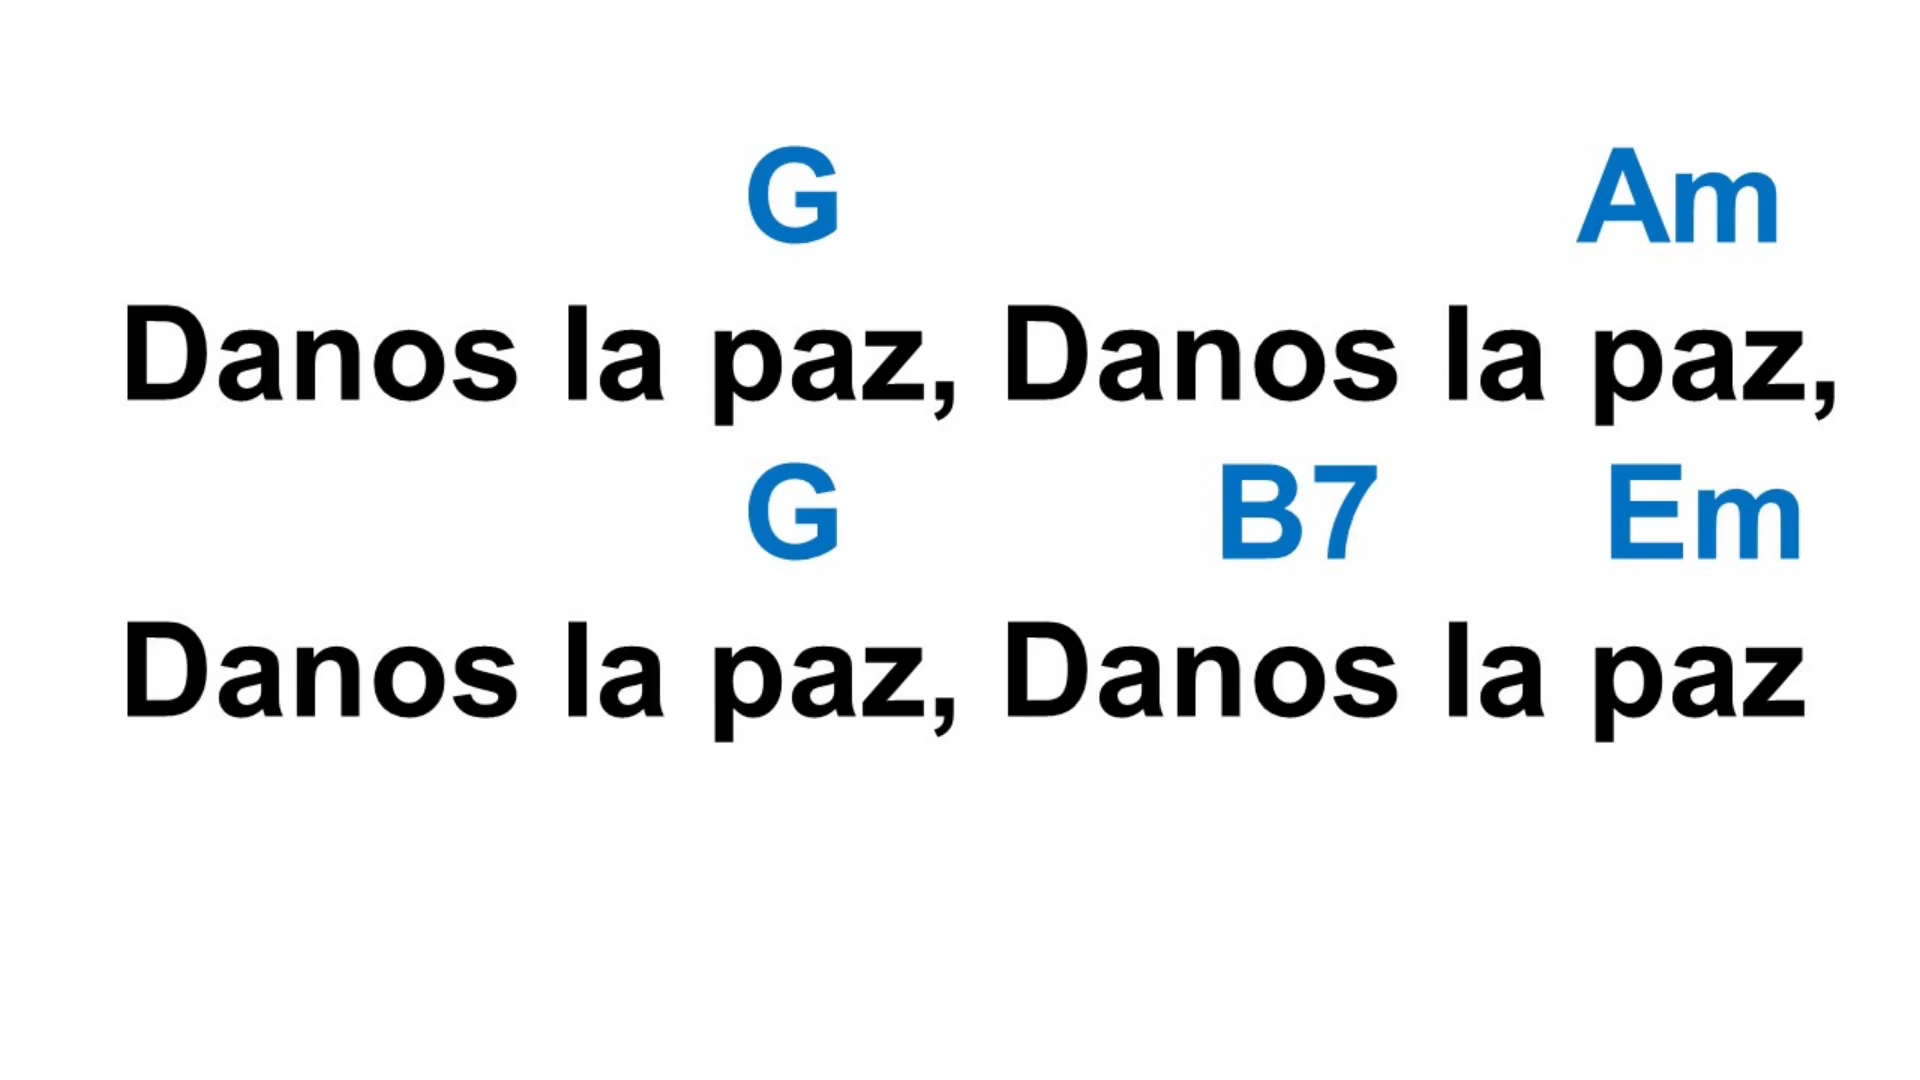 G Am
Danos la paz, Danos la paz,
G B7 Em
Danos la paz, Danos la paz